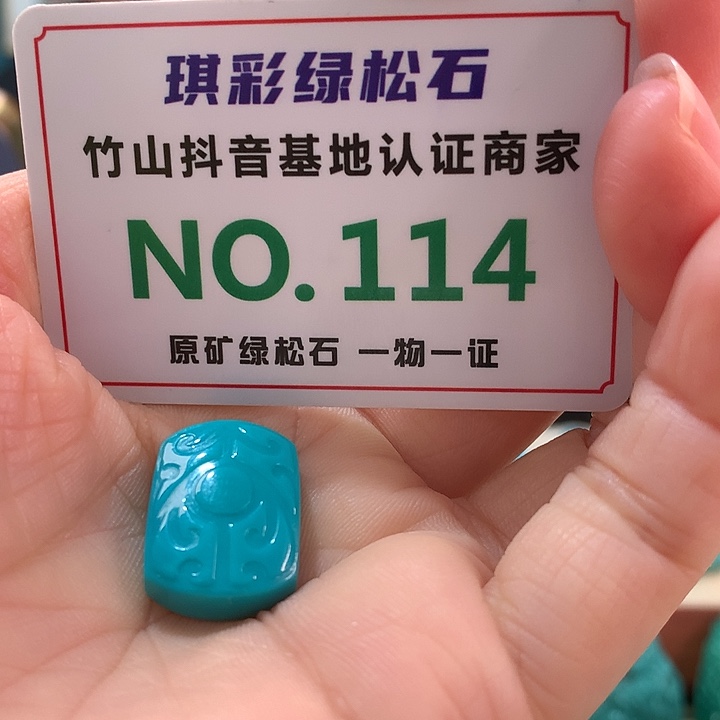 琪彩绿松石
竹山抖音基地认证商家
NO.114
原矿绿松石 一物一证